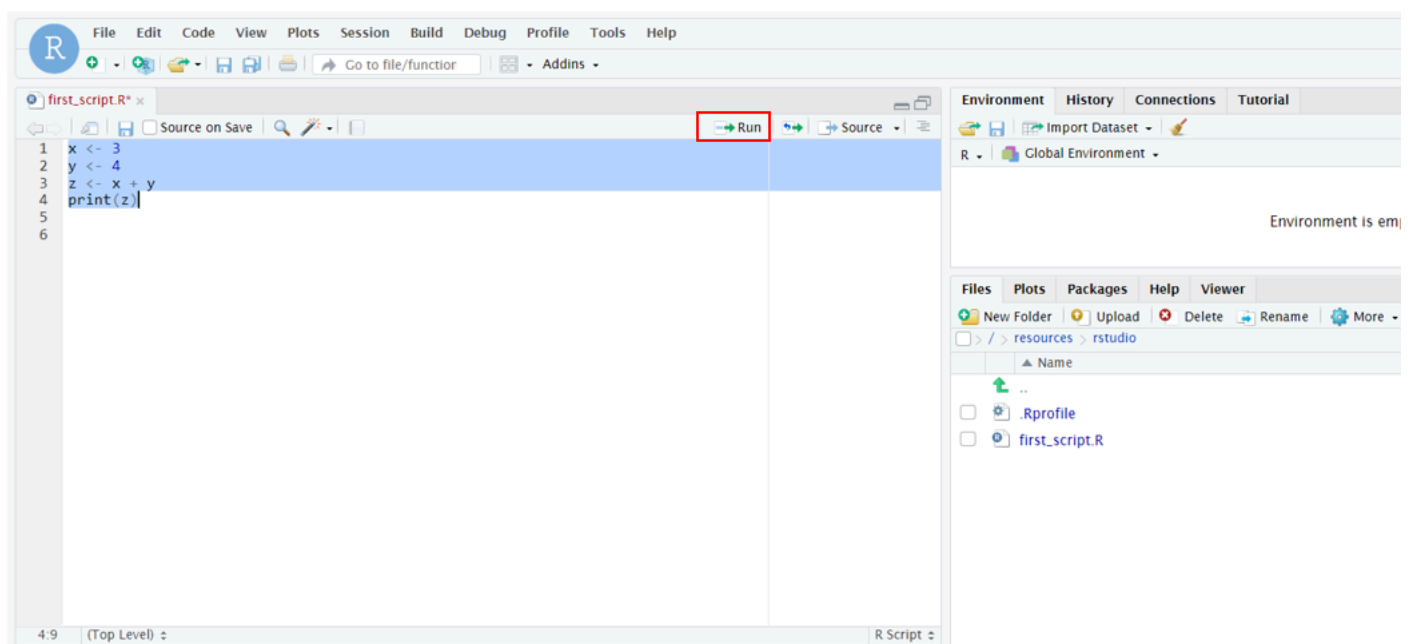 R
File Edit Code View Plots Session Build Debug Profile Tools Help
Go to file/functior Addins
first_script.R*
Source on Save Run Source
1 x <- 3
2 y <- 4
3 z <- x + y
4 print(z)
5
6
4:9 (Top Level) R Script
Environment History Connections Tutorial
Import Dataset
R Global Environment
Environment is em
Files Plots Packages Help Viewer
New Folder Upload Delete Rename More
/ resources rstudio
Name
..
.Rprofile
first_script.R